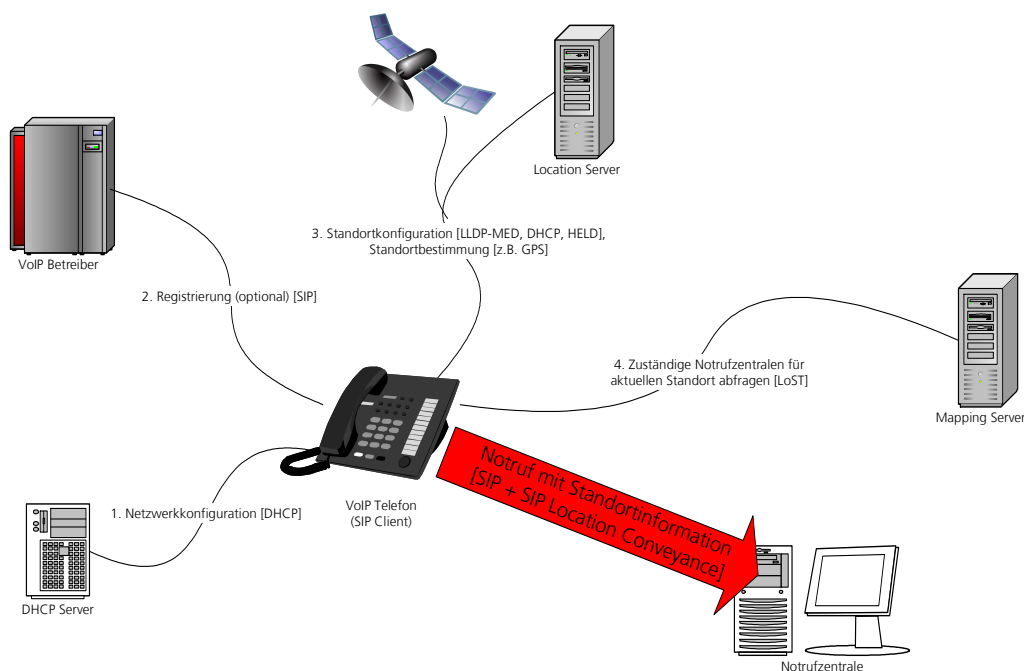 Location Server
VoIP Betreiber
3. Standortkonfiguration [LLDP-MED, DHCP, HELD],
Standortbestimmung [z.B. GPS]
2. Registrierung (optional) [SIP]
4. Zuständige Notrufzentralen für
aktuellen Standort abfragen [LoST]
Mapping Server
Notruf mit Standortinformation
[SIP + SIP Location Conveyance]
VoIP Telefon
(SIP Client)
1. Netzwerkkonfiguration [DHCP]
DHCP Server
Notrufzentrale